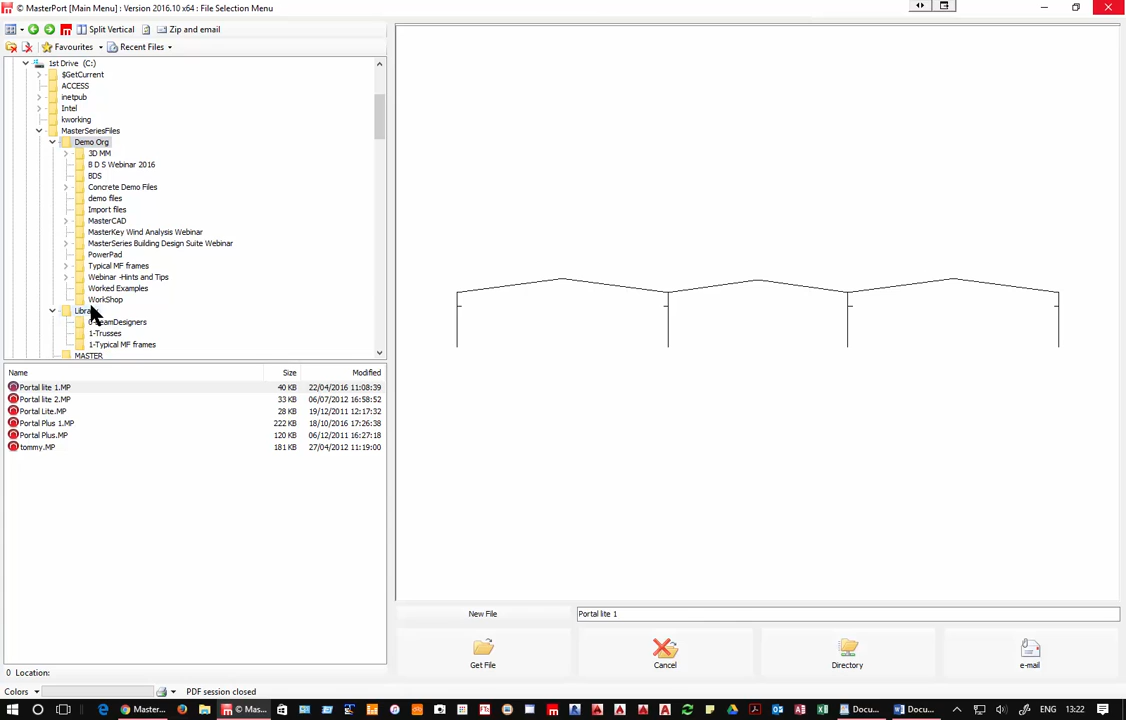 © MasterPort [Main Menu] : Version 2016.10 x64 : File Selection Menu
Split Vertical Zip and email
Favourites Recent Files
1st Drive (C:)
$GetCurrent
ACCESS
inetpub
Intel
kworking
MasterSeriesFiles
Demo Org
3D MM
B D S Webinar 2016
BDS
Concrete Demo Files
demo files
Import files
MasterCAD
MasterKey Wind Analysis Webinar
MasterSeries Building Design Suite Webinar
PowerPad
Typical MF frames
Webinar -Hints and Tips
Worked Examples
WorkShop
1-Trusses
1-Typical MF frames
MASTER
Name Size Modified
Portal lite 1.MP 40 KB 22/04/2016 11:08:39
Portal lite 2.MP 33 KB 06/07/2012 16:58:52
Portal Lite.MP 28 KB 19/12/2011 12:17:32
Portal Plus 1.MP 222 KB 18/10/2016 17:26:38
Portal Plus.MP 120 KB 06/12/2011 16:27:18
tommy.MP 181 KB 27/04/2012 11:19:00
New File Portal lite 1
Get File Cancel Directory e-mail
0 Location:
Colors PDF session closed
Master... © Mas... Docu... Docu... ENG 13:22